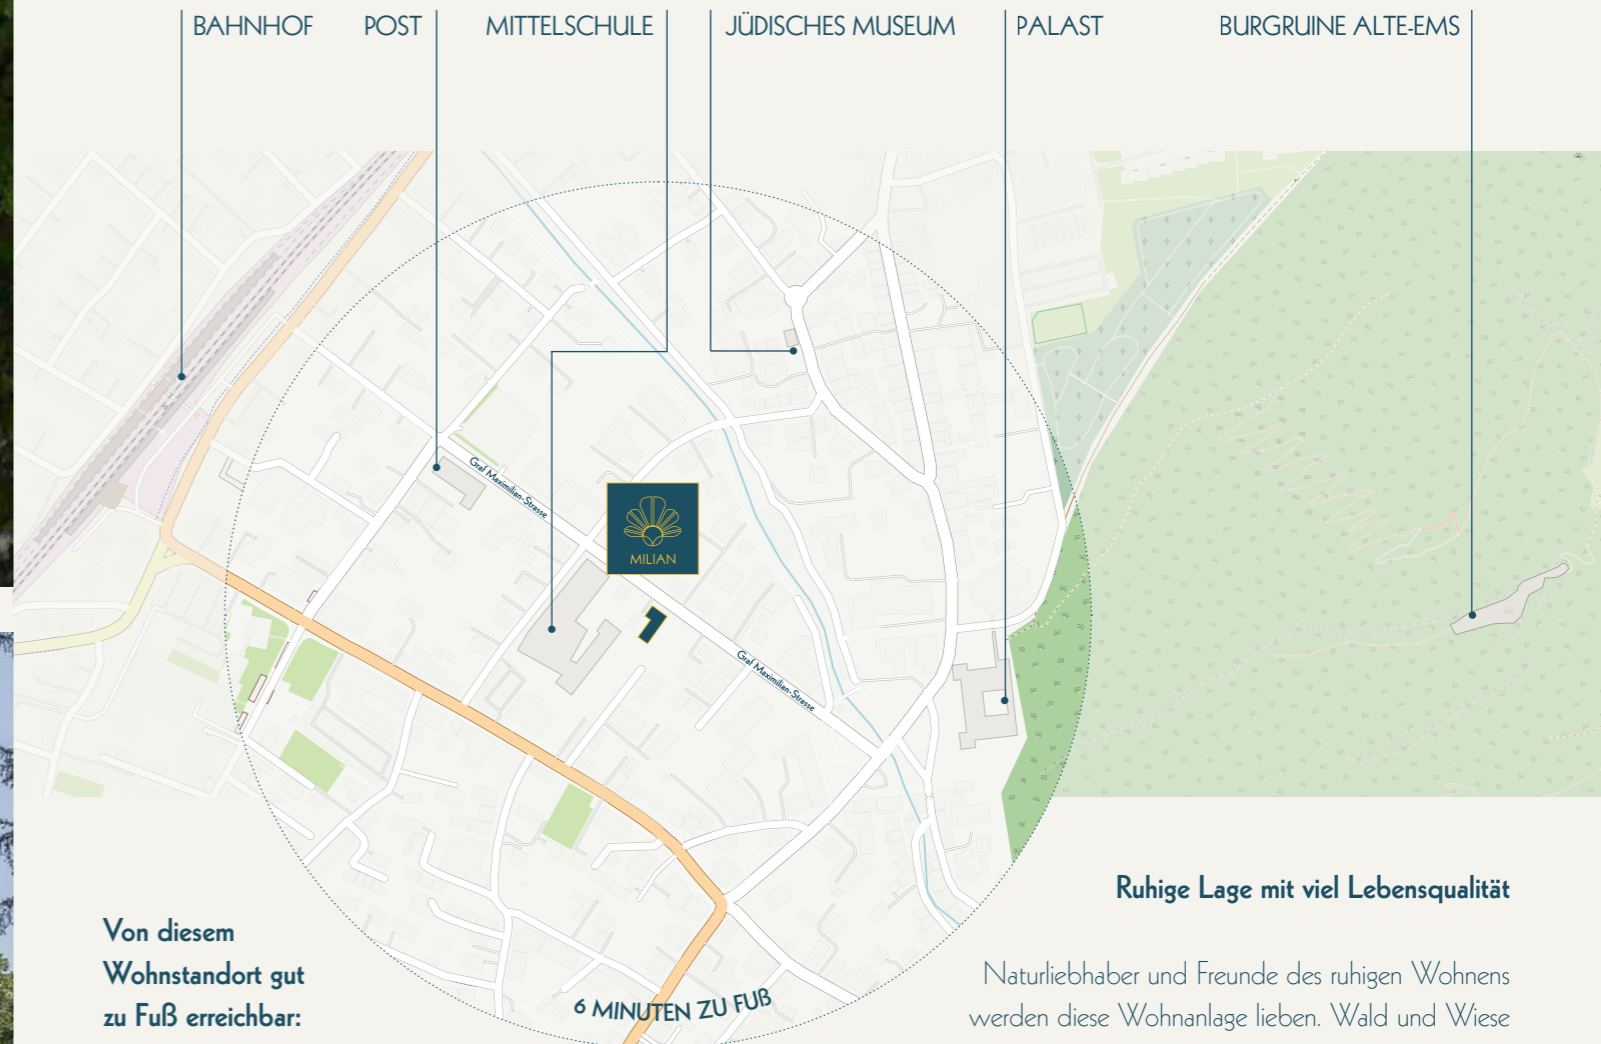 BAHNHOF
POST
MITTELSCHULE
JÜDISCHES MUSEUM
PALAST
BURGRUINE ALTE-EMS
Graf Maximilian-Strasse
MILIAN
Graf Maximilian-Strasse
6 MINUTEN ZU FUß
Von diesem
Wohnstandort gut
zu Fuß erreichbar:
Ruhige Lage mit viel Lebensqualität
Naturliebhaber und Freunde des ruhigen Wohnens
werden diese Wohnanlage lieben. Wald und Wiese